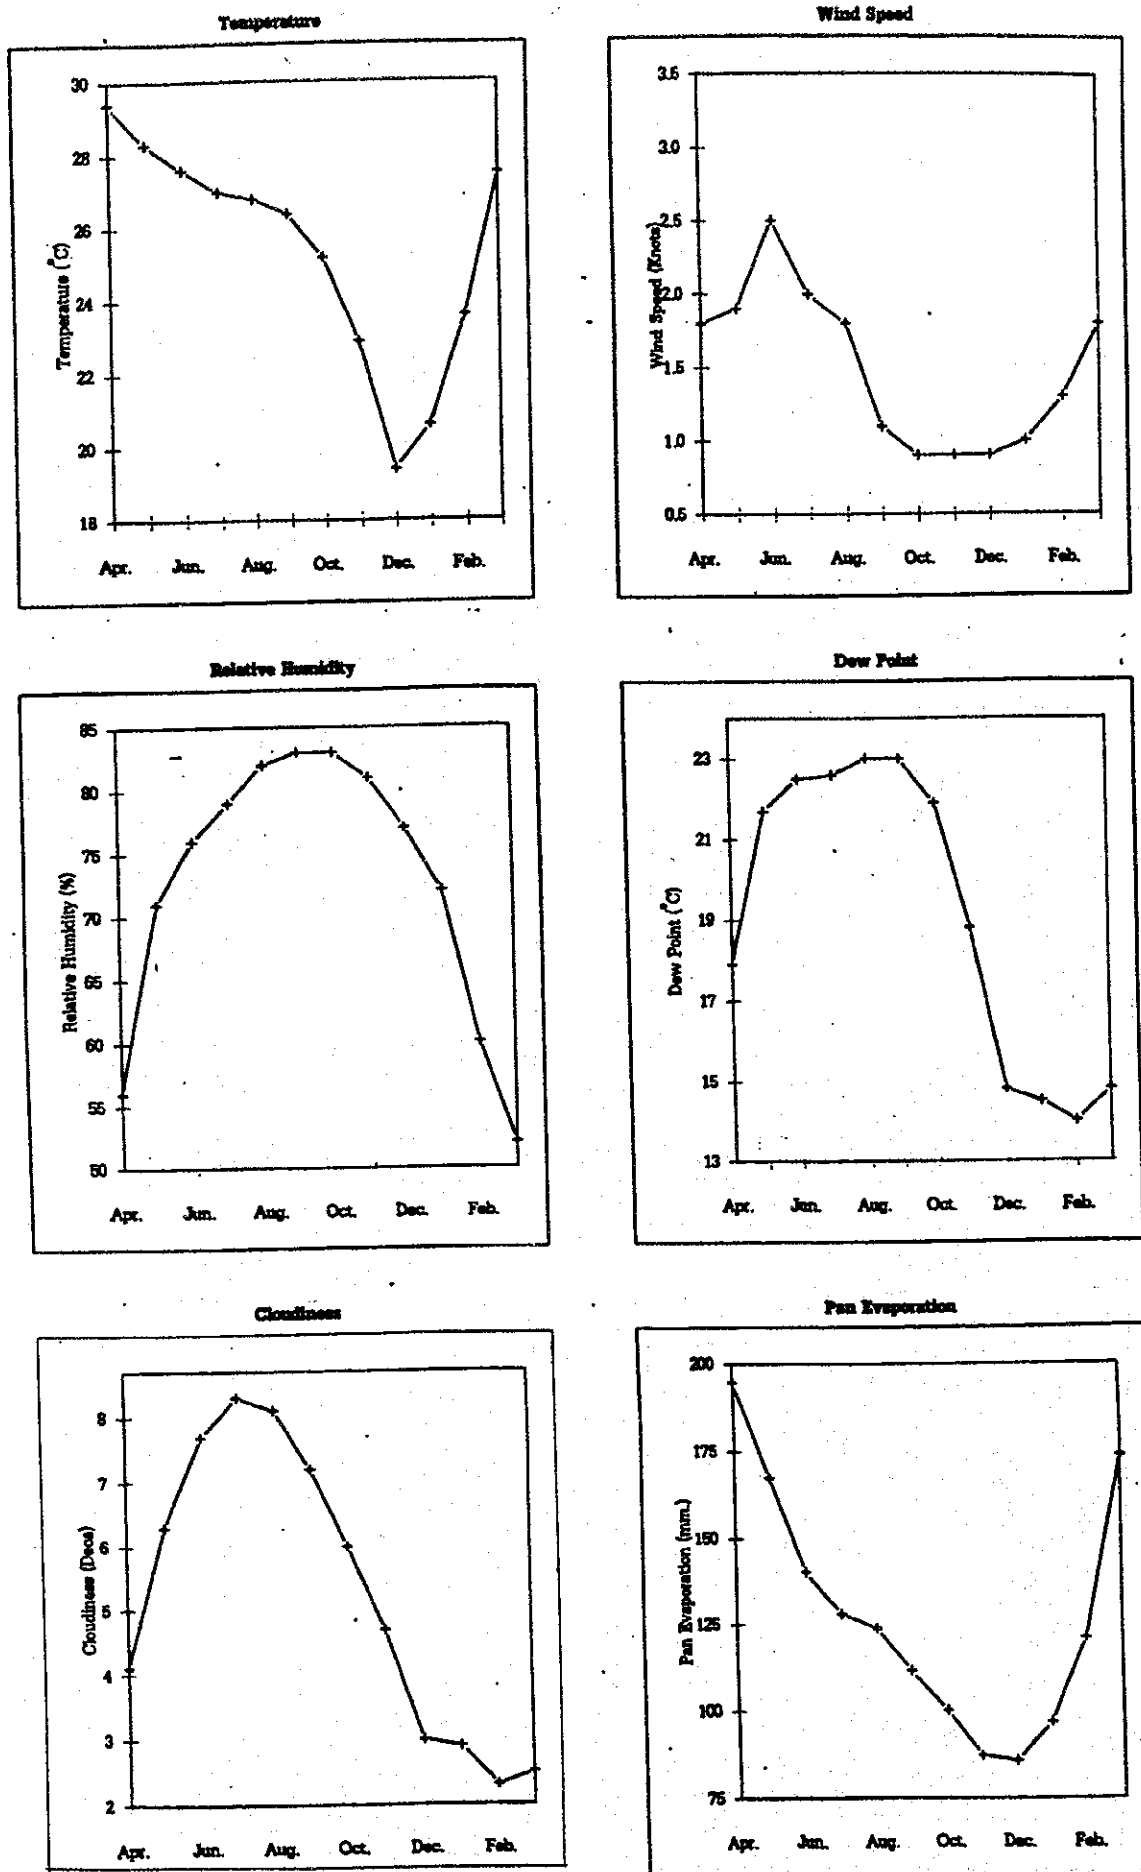 Temperature
30
28
26
24
22
20
18
Temperature (°C)
Apr. Jun. Aug. Oct. Dec. Feb.
Wind Speed
3.5
3.0
2.5
2.0
1.5
1.0
0.5
Wind Speed (Knots)
Apr. Jun. Aug. Oct. Dec. Feb.
Relative Humidity
85
80
75
70
65
60
55
50
Relative Humidity (%)
Apr. Jun. Aug. Oct. Dec. Feb.
Dew Point
23
21
19
17
15
13
Dew Point (°C)
Apr. Jun. Aug. Oct. Dec. Feb.
Cloudiness
8
7
6
5
4
3
2
Cloudiness (Deca)
Apr. Jun. Aug. Oct. Dec. Feb.
Pan Evaporation
200
175
150
125
100
75
Pan Evaporation (mm.)
Apr. Jun. Aug. Oct. Dec. Feb.